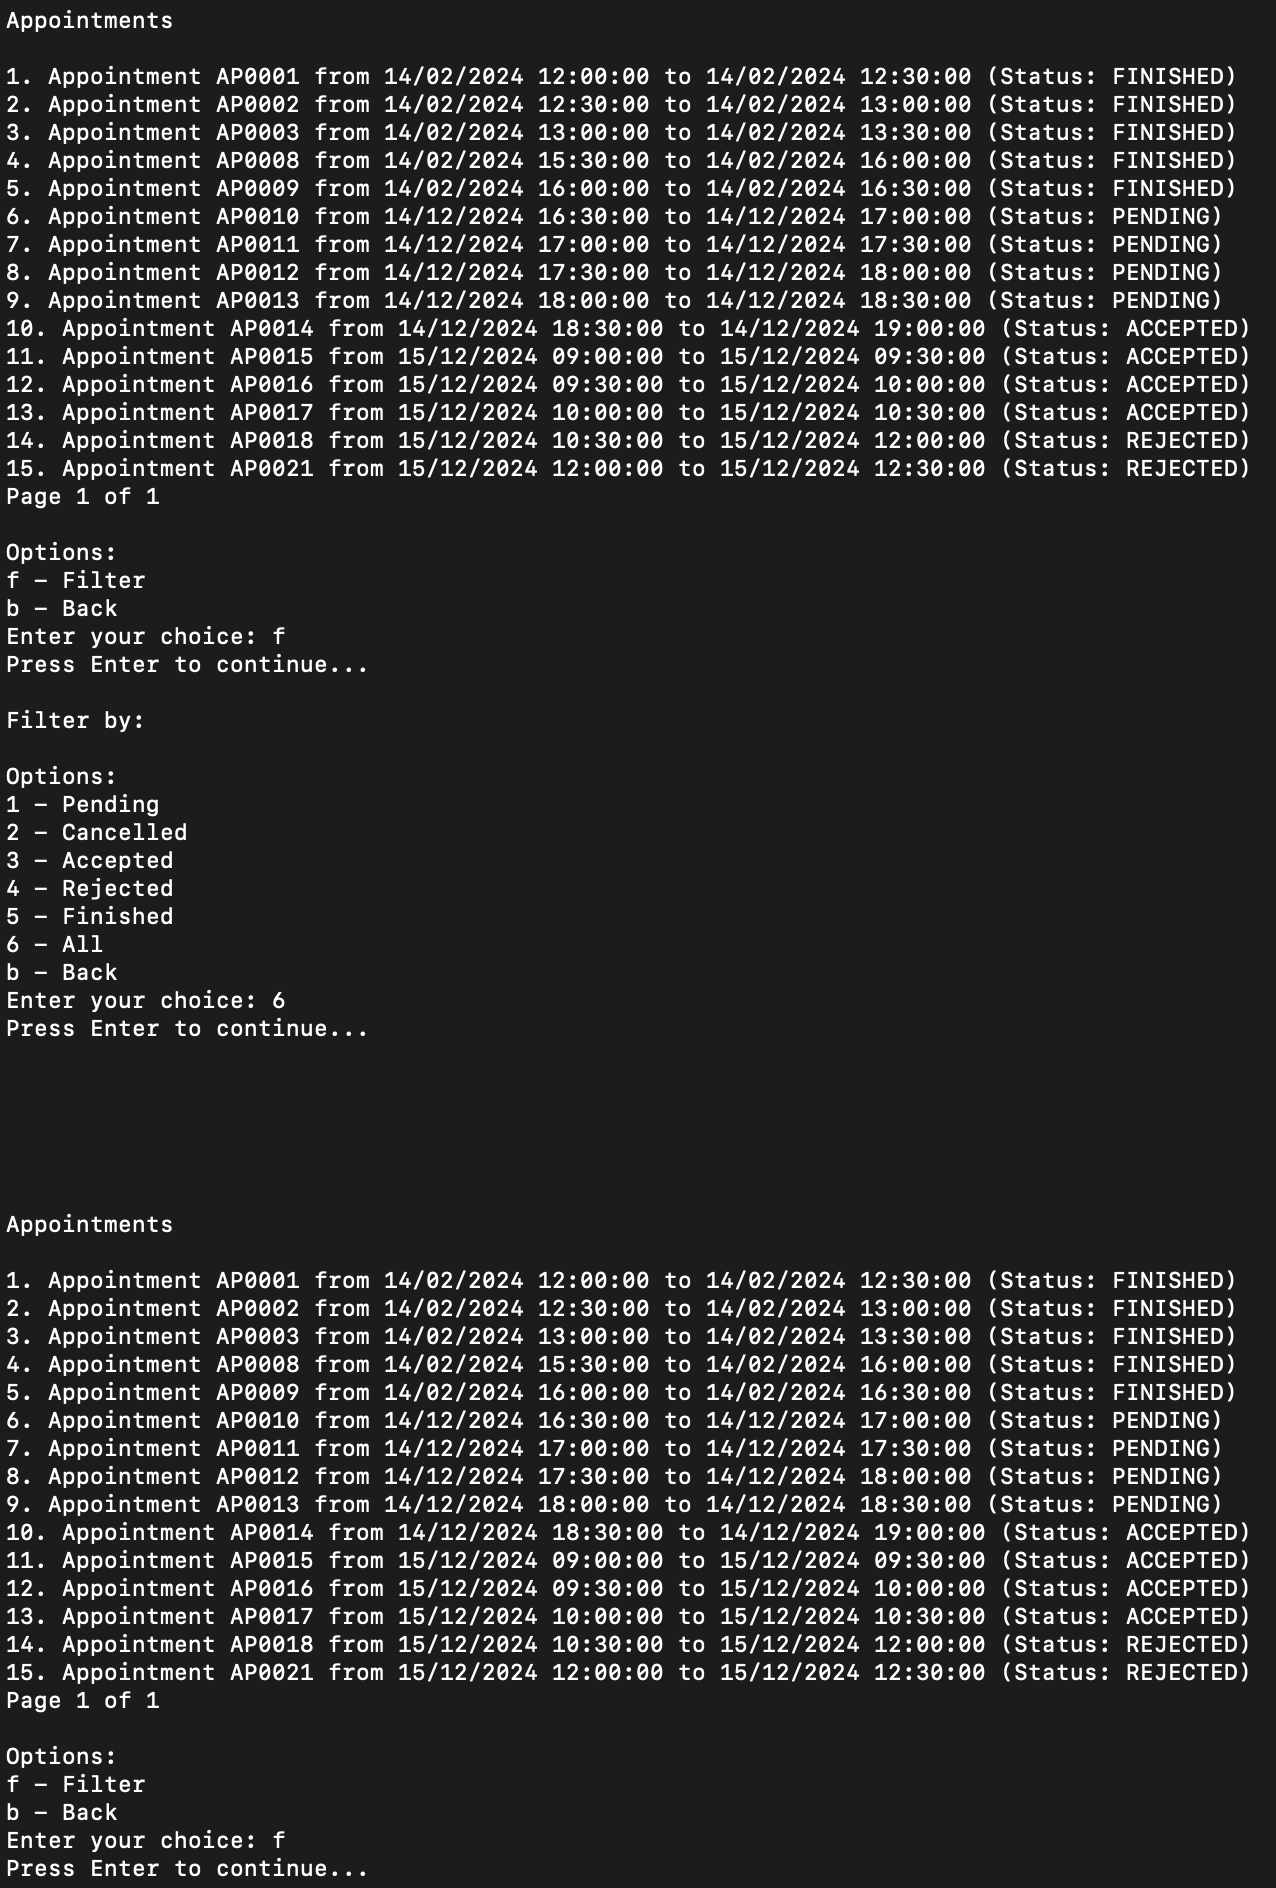 Appointments
1. Appointment AP0001 from 14/02/2024 12:00:00 to 14/02/2024 12:30:00 (Status: FINISHED)
2. Appointment AP0002 from 14/02/2024 12:30:00 to 14/02/2024 13:00:00 (Status: FINISHED)
3. Appointment AP0003 from 14/02/2024 13:00:00 to 14/02/2024 13:30:00 (Status: FINISHED)
4. Appointment AP0008 from 14/02/2024 15:30:00 to 14/02/2024 16:00:00 (Status: FINISHED)
5. Appointment AP0009 from 14/02/2024 16:00:00 to 14/02/2024 16:30:00 (Status: FINISHED)
6. Appointment AP0010 from 14/12/2024 16:30:00 to 14/12/2024 17:00:00 (Status: PENDING)
7. Appointment AP0011 from 14/12/2024 17:00:00 to 14/12/2024 17:30:00 (Status: PENDING)
8. Appointment AP0012 from 14/12/2024 17:30:00 to 14/12/2024 18:00:00 (Status: PENDING)
9. Appointment AP0013 from 14/12/2024 18:00:00 to 14/12/2024 18:30:00 (Status: PENDING)
10. Appointment AP0014 from 14/12/2024 18:30:00 to 14/12/2024 19:00:00 (Status: ACCEPTED)
11. Appointment AP0015 from 15/12/2024 09:00:00 to 15/12/2024 09:30:00 (Status: ACCEPTED)
12. Appointment AP0016 from 15/12/2024 09:30:00 to 15/12/2024 10:00:00 (Status: ACCEPTED)
13. Appointment AP0017 from 15/12/2024 10:00:00 to 15/12/2024 10:30:00 (Status: ACCEPTED)
14. Appointment AP0018 from 15/12/2024 10:30:00 to 15/12/2024 12:00:00 (Status: REJECTED)
15. Appointment AP0021 from 15/12/2024 12:00:00 to 15/12/2024 12:30:00 (Status: REJECTED)
Page 1 of 1
Options:
f – Filter
b – Back
Enter your choice: f
Press Enter to continue...
Filter by:
Options:
1 – Pending
2 – Cancelled
3 – Accepted
4 – Rejected
5 – Finished
6 – All
b – Back
Enter your choice: 6
Press Enter to continue...
Appointments
1. Appointment AP0001 from 14/02/2024 12:00:00 to 14/02/2024 12:30:00 (Status: FINISHED)
2. Appointment AP0002 from 14/02/2024 12:30:00 to 14/02/2024 13:00:00 (Status: FINISHED)
3. Appointment AP0003 from 14/02/2024 13:00:00 to 14/02/2024 13:30:00 (Status: FINISHED)
4. Appointment AP0008 from 14/02/2024 15:30:00 to 14/02/2024 16:00:00 (Status: FINISHED)
5. Appointment AP0009 from 14/02/2024 16:00:00 to 14/02/2024 16:30:00 (Status: FINISHED)
6. Appointment AP0010 from 14/12/2024 16:30:00 to 14/12/2024 17:00:00 (Status: PENDING)
7. Appointment AP0011 from 14/12/2024 17:00:00 to 14/12/2024 17:30:00 (Status: PENDING)
8. Appointment AP0012 from 14/12/2024 17:30:00 to 14/12/2024 18:00:00 (Status: PENDING)
9. Appointment AP0013 from 14/12/2024 18:00:00 to 14/12/2024 18:30:00 (Status: PENDING)
10. Appointment AP0014 from 14/12/2024 18:30:00 to 14/12/2024 19:00:00 (Status: ACCEPTED)
11. Appointment AP0015 from 15/12/2024 09:00:00 to 15/12/2024 09:30:00 (Status: ACCEPTED)
12. Appointment AP0016 from 15/12/2024 09:30:00 to 15/12/2024 10:00:00 (Status: ACCEPTED)
13. Appointment AP0017 from 15/12/2024 10:00:00 to 15/12/2024 10:30:00 (Status: ACCEPTED)
14. Appointment AP0018 from 15/12/2024 10:30:00 to 15/12/2024 12:00:00 (Status: REJECTED)
15. Appointment AP0021 from 15/12/2024 12:00:00 to 15/12/2024 12:30:00 (Status: REJECTED)
Page 1 of 1
Options:
f – Filter
b – Back
Enter your choice: f
Press Enter to continue...